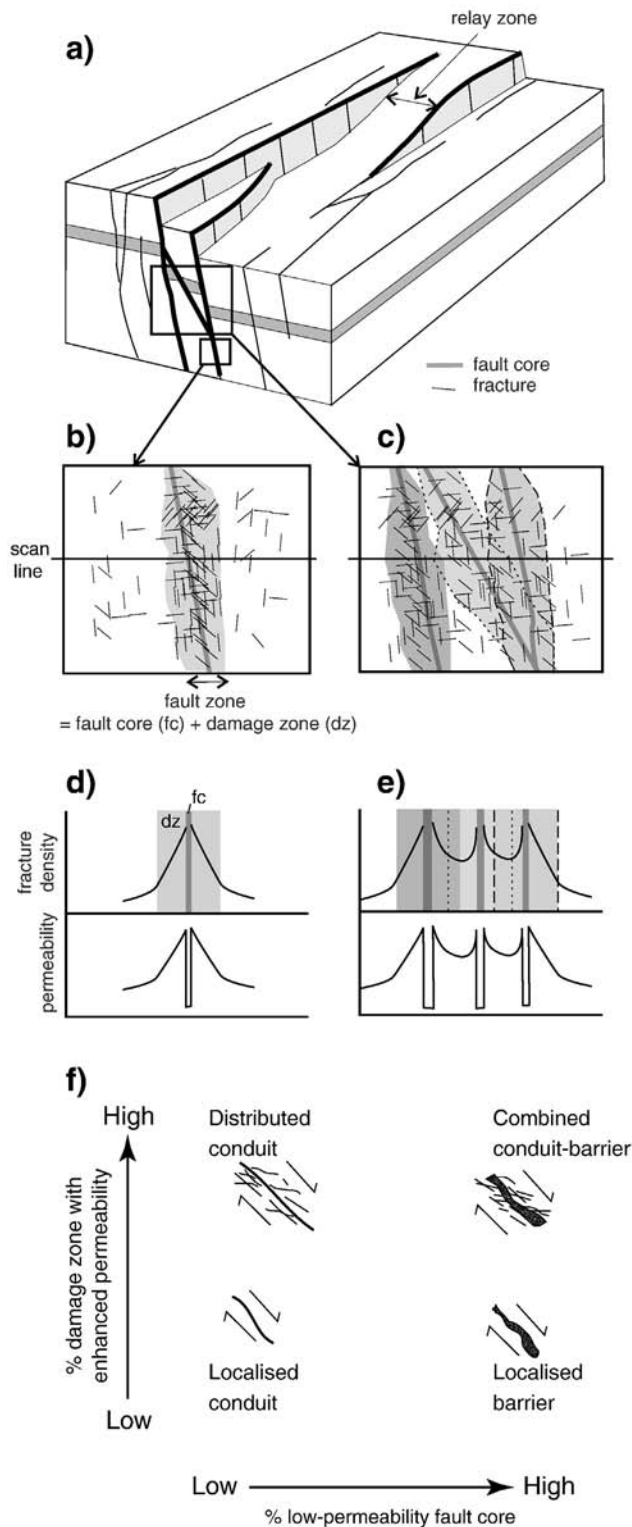 relay zone
a)
fault core
fracture
b)
c)
scan
line
fault zone
= fault core (fc) + damage zone (dz)
d)
e)
fc
dz
fracture
density
permeability
f)
High
Distributed
conduit
Combined
conduit-barrier
% damage zone with
enhanced permeability
Localised
conduit
Localised
barrier
Low
Low
High
% low-permeability fault core